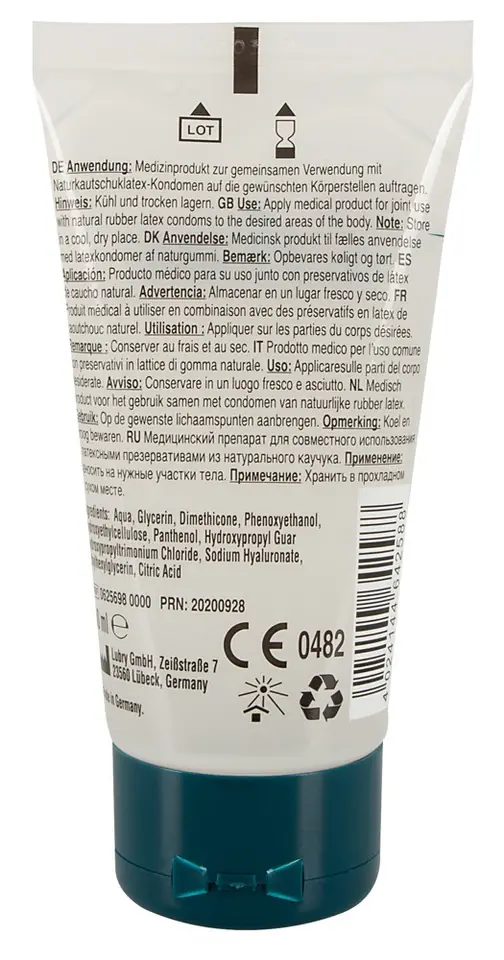 LOT
DE Anwendung: Medizinprodukt zur gemeinsamen Verwendung mit
Naturkautschuklatex-Kondomen auf die gewünschten Körperstellen auftragen.
Hinweis: Kühl und trocken lagern. GB Use: Apply medical product for joint use
with natural rubber latex condoms to the desired areas of the body. Note: Store
in a cool, dry place. DK Anvendelse: Medicinsk produkt til fælles anvendelse
med latexkondomer af naturgummi. Bemærk: Opbevares køligt og tørt. ES
Aplicación: Producto médico para su uso junto con preservativos de látex
de caucho natural. Advertencia: Almacenar en un lugar fresco y seco. FR
Produit médical à utiliser en combinaison avec des préservatifs en latex de
caoutchouc naturel. Utilisation : Appliquer sur les parties du corps désirées.
Remarque : Conserver au frais et au sec. IT Prodotto medico per l'uso comune
con preservativi in lattice di gomma naturale. Uso: Applicaresulle parti del corpo
desiderate. Avviso: Conservare in un luogo fresco e asciutto. NL Medisch
product voor het gebruik samen met condomen van natuurlijke rubber latex.
Gebruik: Op de gewenste lichaamspunten aanbrengen. Opmerking: Koel en
droog bewaren. RU Медицинский препарат для совместного использования
латексными презервативами из натурального каучука. Применение:
наносить на нужные участки тела. Примечание: Хранить в прохладном
сухом месте.
Ingredients: Aqua, Glycerin, Dimethicone, Phenoxyethanol,
Hydroxyethylcellulose, Panthenol, Hydroxypropyl Guar
Hydroxypropyltrimonium Chloride, Sodium Hyaluronate,
Ethylhexylglycerin, Citric Acid
0625698 0000 PRN: 20200928
ml ℮
CE 0482
Lubry GmbH, Zeißstraße 7
23560 Lübeck, Germany
Made in Germany.
4 024144 642588